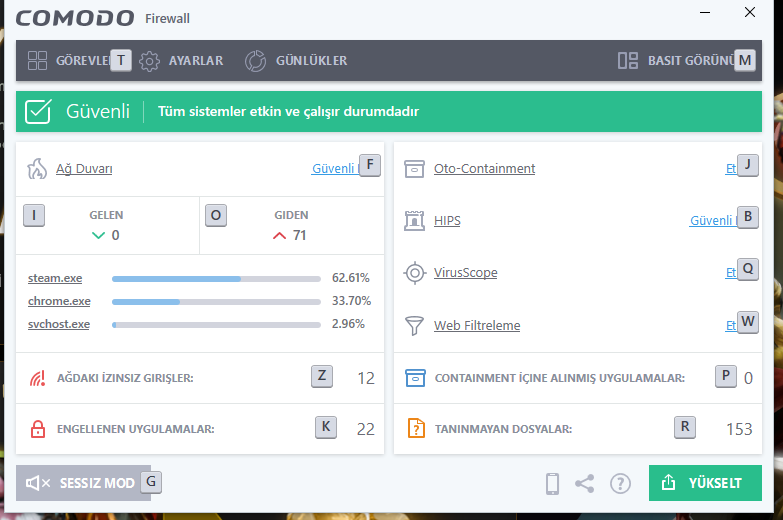 COMODO Firewall
GÖREVLE T AYARLAR GÜNLÜKLER BASIT GÖRÜNÜ M
Güvenli Tüm sistemler etkin ve çalışır durumdadır
Ağ Duvarı Güvenli F
Oto-Containment Et J
I GELEN O GIDEN
0 71
HIPS Güvenli B
steam.exe 62.61%
chrome.exe 33.70%
svchost.exe 2.96%
VirusScope Et Q
Web Filtreleme Et W
AĞDAKI İZINSIZ GIRIŞLER: Z 12
CONTAINMENT İÇINE ALINMIŞ UYGULAMALAR: P 0
ENGELLENEN UYGULAMALAR: K 22
TANINMAYAN DOSYALAR: R 153
SESSIZ MOD G
? YÜKSELT